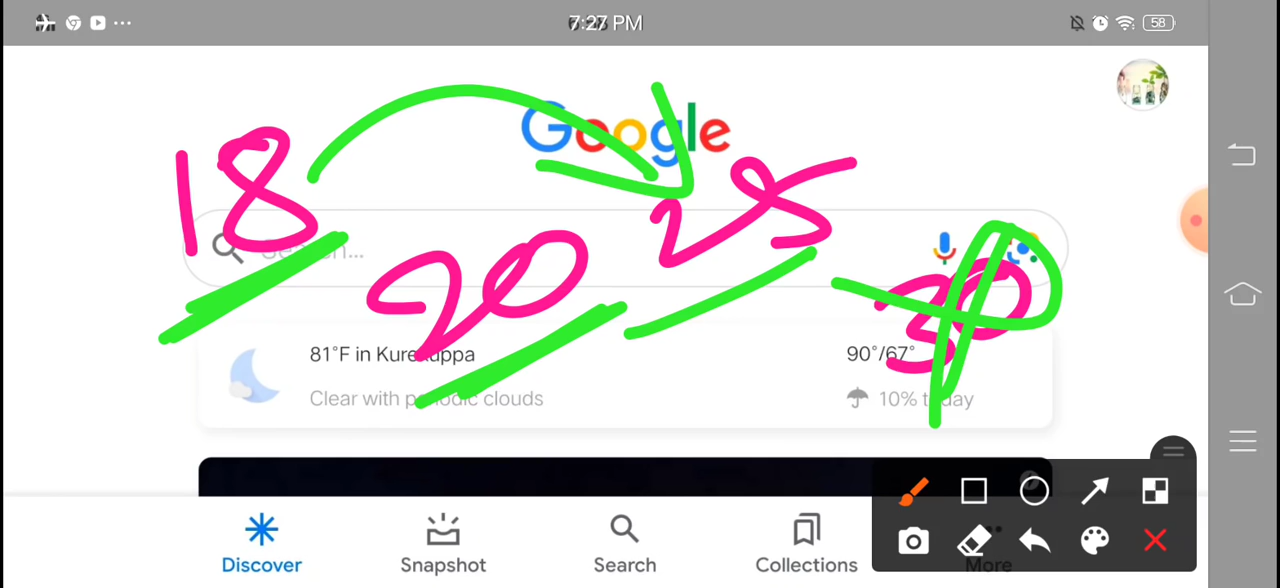 7:27 PM
58
Google
18
25
Search...
20
30
81°F in Kurekuppa
90°/67°
Clear with periodic clouds
10% today
Discover
Snapshot
Search
Collections
More